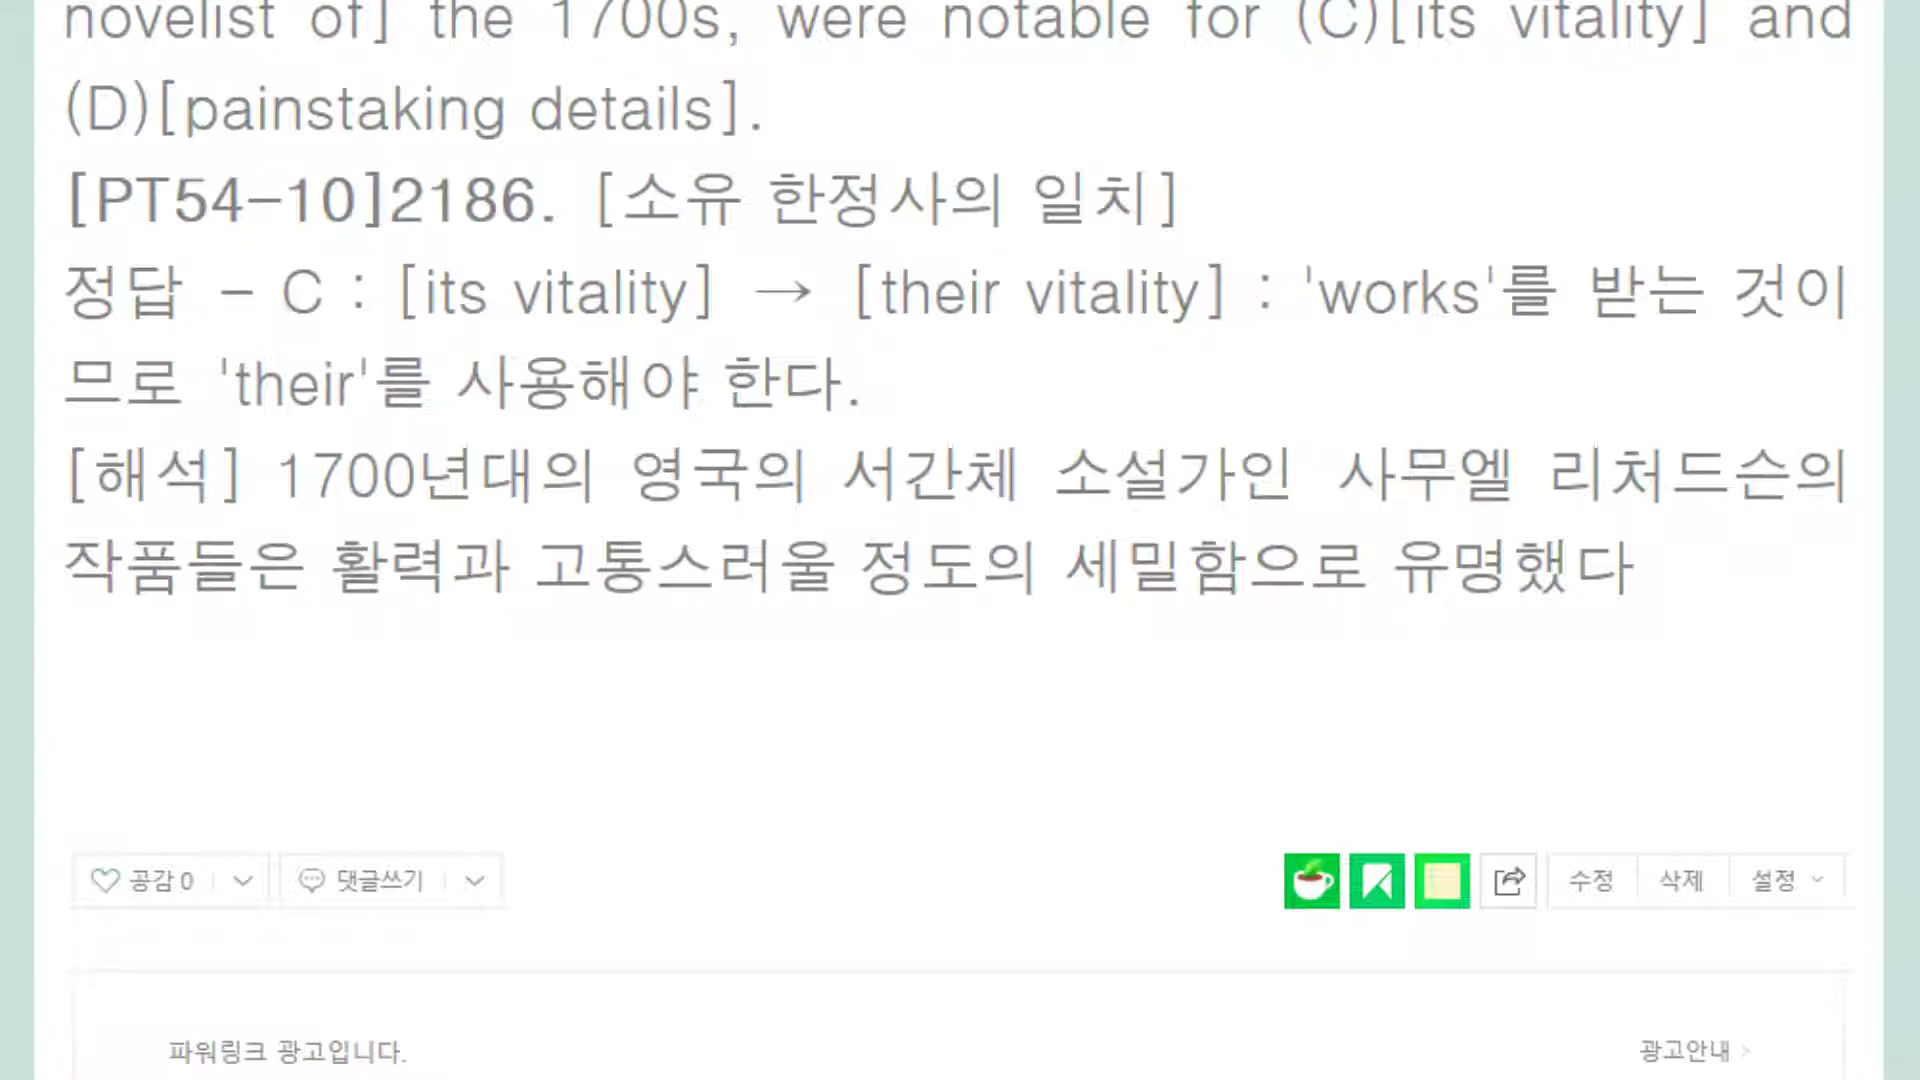 novelist of] the 1700s, were notable for (C)[its vitality] and
(D)[painstaking details].
[PT54-10]2186. [소유 한정사의 일치]
정답 - C : [its vitality] → [their vitality] : 'works'를 받는 것이
므로 'their'를 사용해야 한다.
[해석] 1700년대의 영국의 서간체 소설가인 사무엘 리처드슨의
작품들은 활력과 고통스러울 정도의 세밀함으로 유명했다
공감 0 댓글쓰기 수정 삭제 설정
파워링크 광고입니다. 광고안내